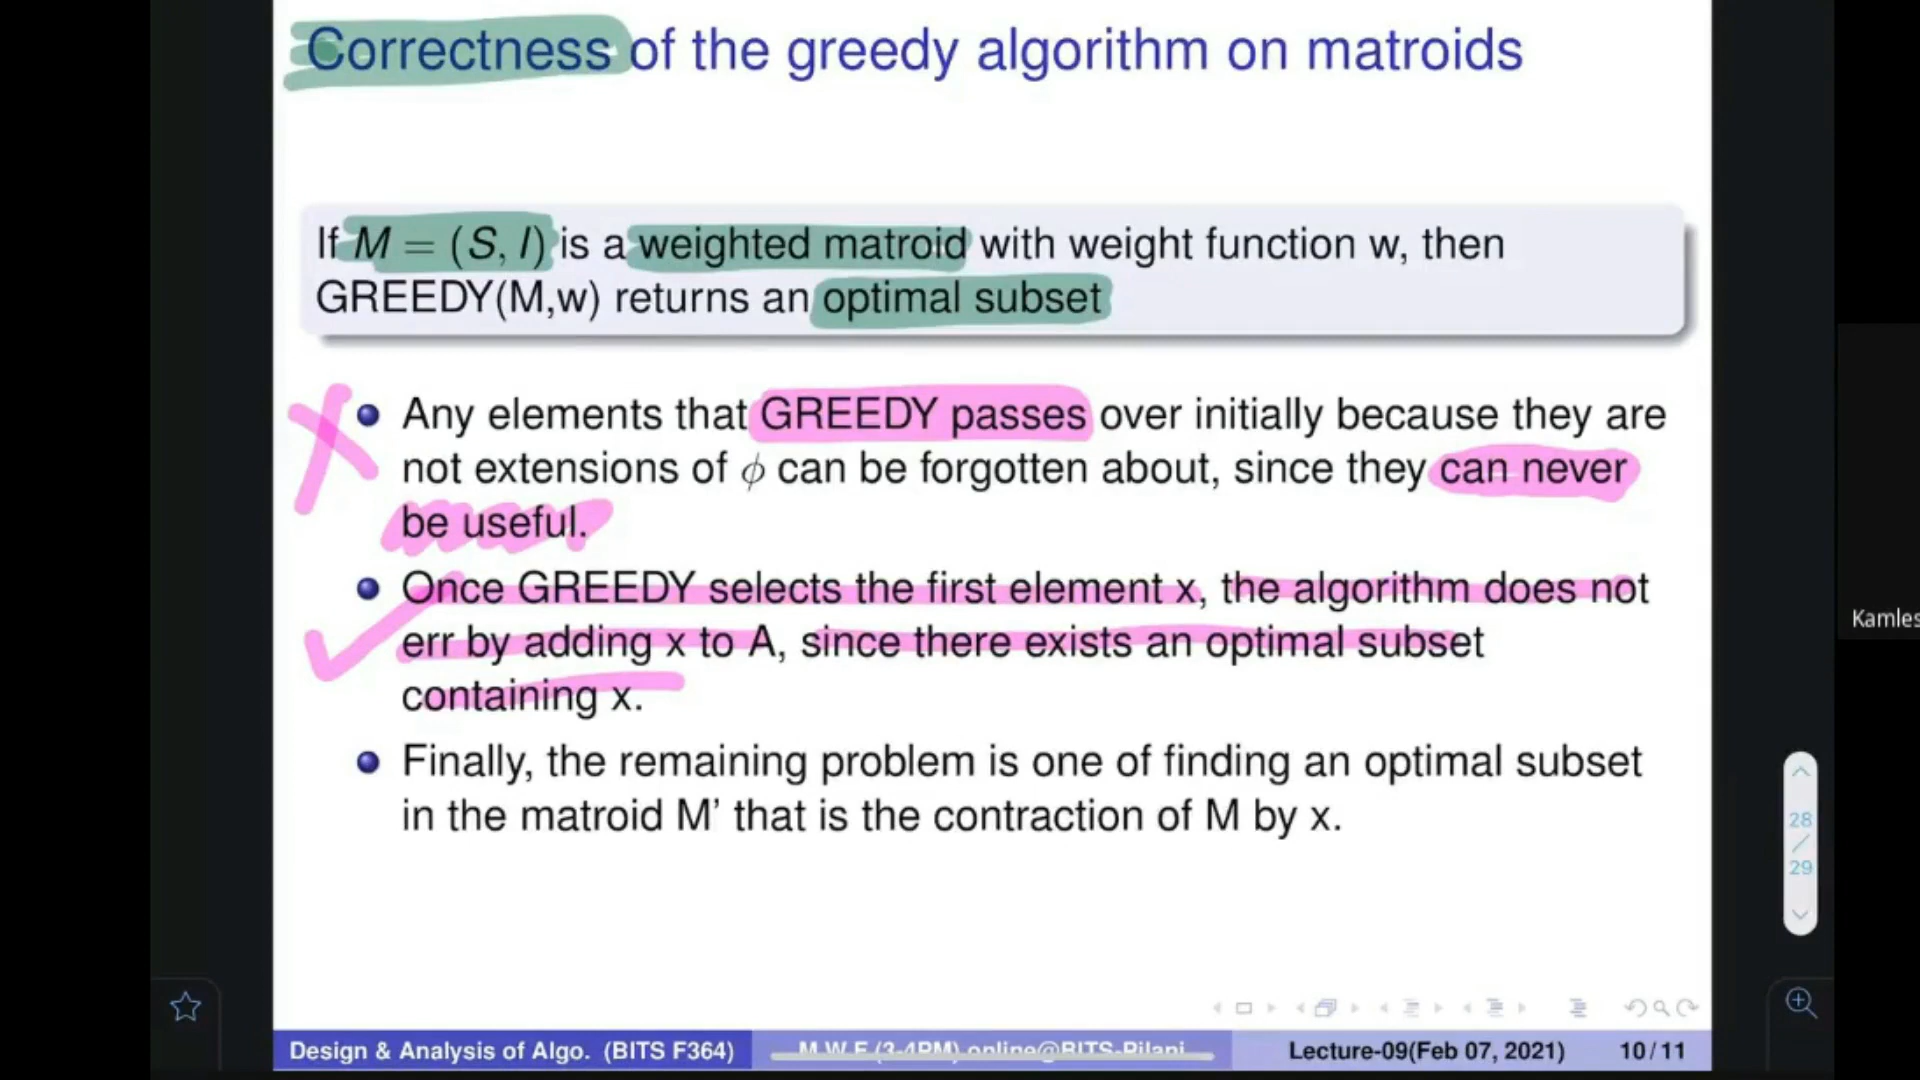 Correctness of the greedy algorithm on matroids
If M = (S, I) is a weighted matroid with weight function w, then
GREEDY(M,w) returns an optimal subset
Any elements that GREEDY passes over initially because they are
not extensions of ϕ can be forgotten about, since they can never
be useful.
Once GREEDY selects the first element x, the algorithm does not
err by adding x to A, since there exists an optimal subset
containing x.
Finally, the remaining problem is one of finding an optimal subset
in the matroid M' that is the contraction of M by x.
28
/
29
Kamles
Design & Analysis of Algo. (BITS F364) M W F (3-4PM) online@BITS-Pilani Lecture-09(Feb 07, 2021) 10/11